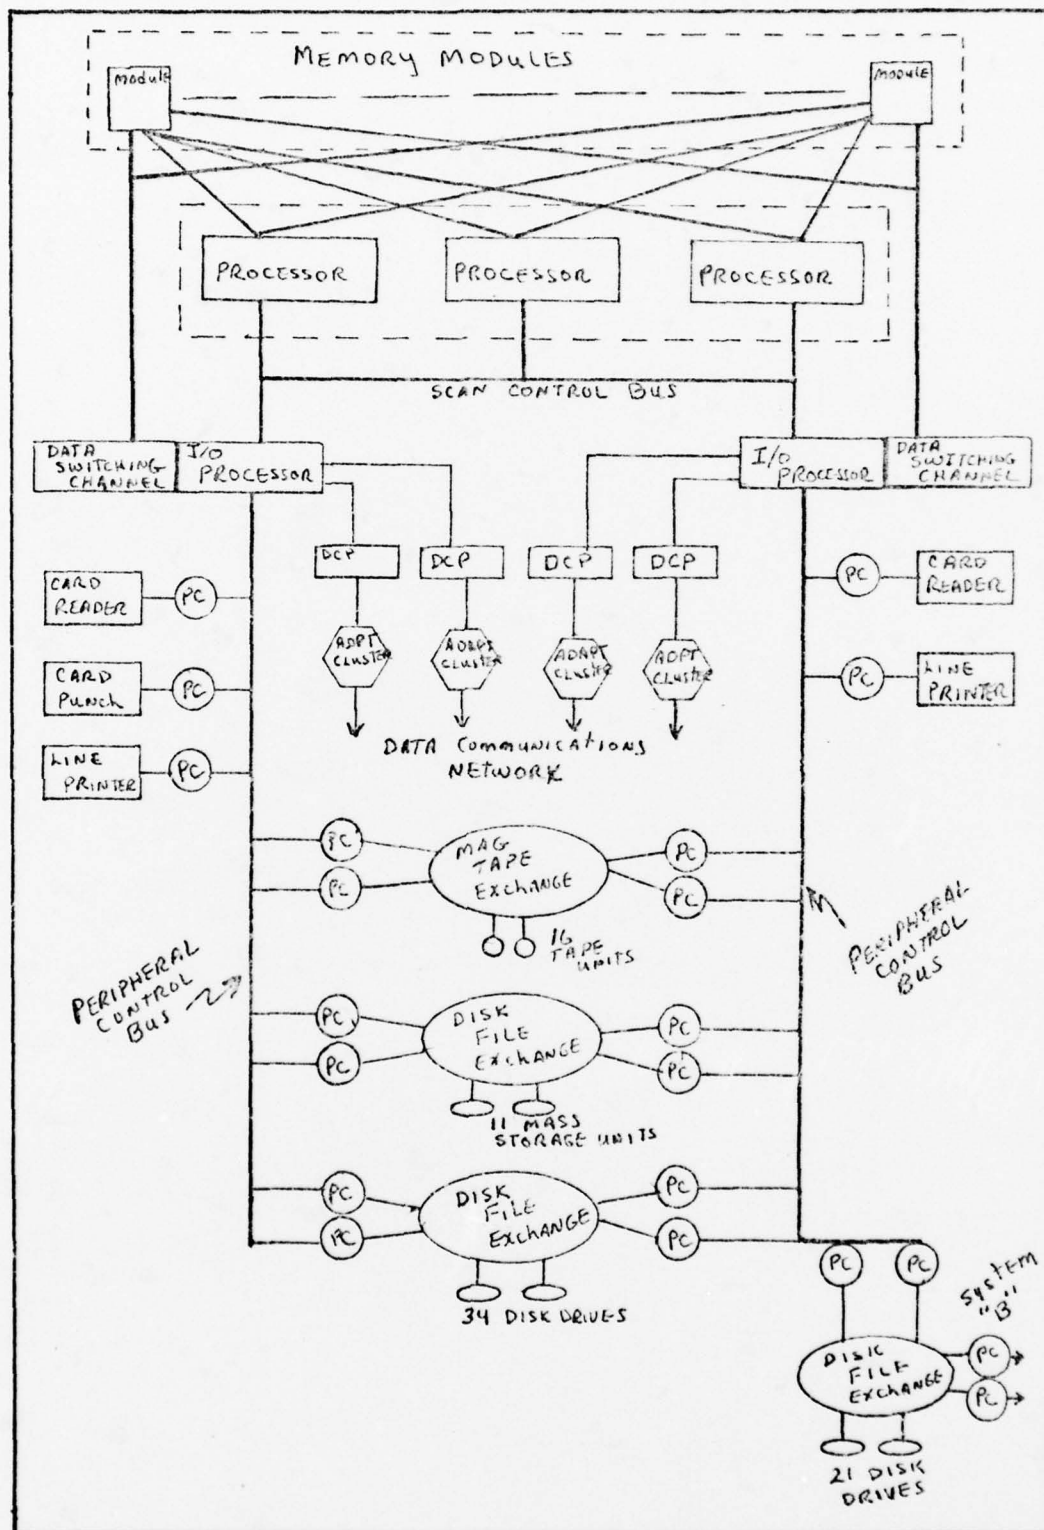 MEMORY MODULES
Module
Module
PROCESSOR
PROCESSOR
PROCESSOR
SCAN CONTROL BUS
DATA
SWITCHING
CHANNEL
I/O
PROCESSOR
I/O
PROCESSOR
DATA
SWITCHING
CHANNEL
DCP
DCP
DCP
DCP
CARD
READER
PC
PC
CARD
READER
ADPT
CLUSTER
ADAPT
CLUSTER
ADAPT
CLUSTER
ADPT
CLUSTER
CARD
PUNCH
PC
PC
LINE
PRINTER
DATA COMMUNICATIONS
NETWORK
LINE
PRINTER
PC
PC
PC
MAG
TAPE
EXCHANGE
PC
PC
16
TAPE
UNITS
PERIPHERAL
CONTROL
BUS
PERIPHERAL
CONTROL
BUS
PC
PC
DISK
FILE
EXCHANGE
PC
PC
11 MASS
STORAGE UNITS
PC
PC
DISK
FILE
EXCHANGE
PC
PC
34 DISK DRIVES
PC
PC
SYSTEM
"B"
DISK
FILE
EXCHANGE
PC
PC
21 DISK
DRIVES